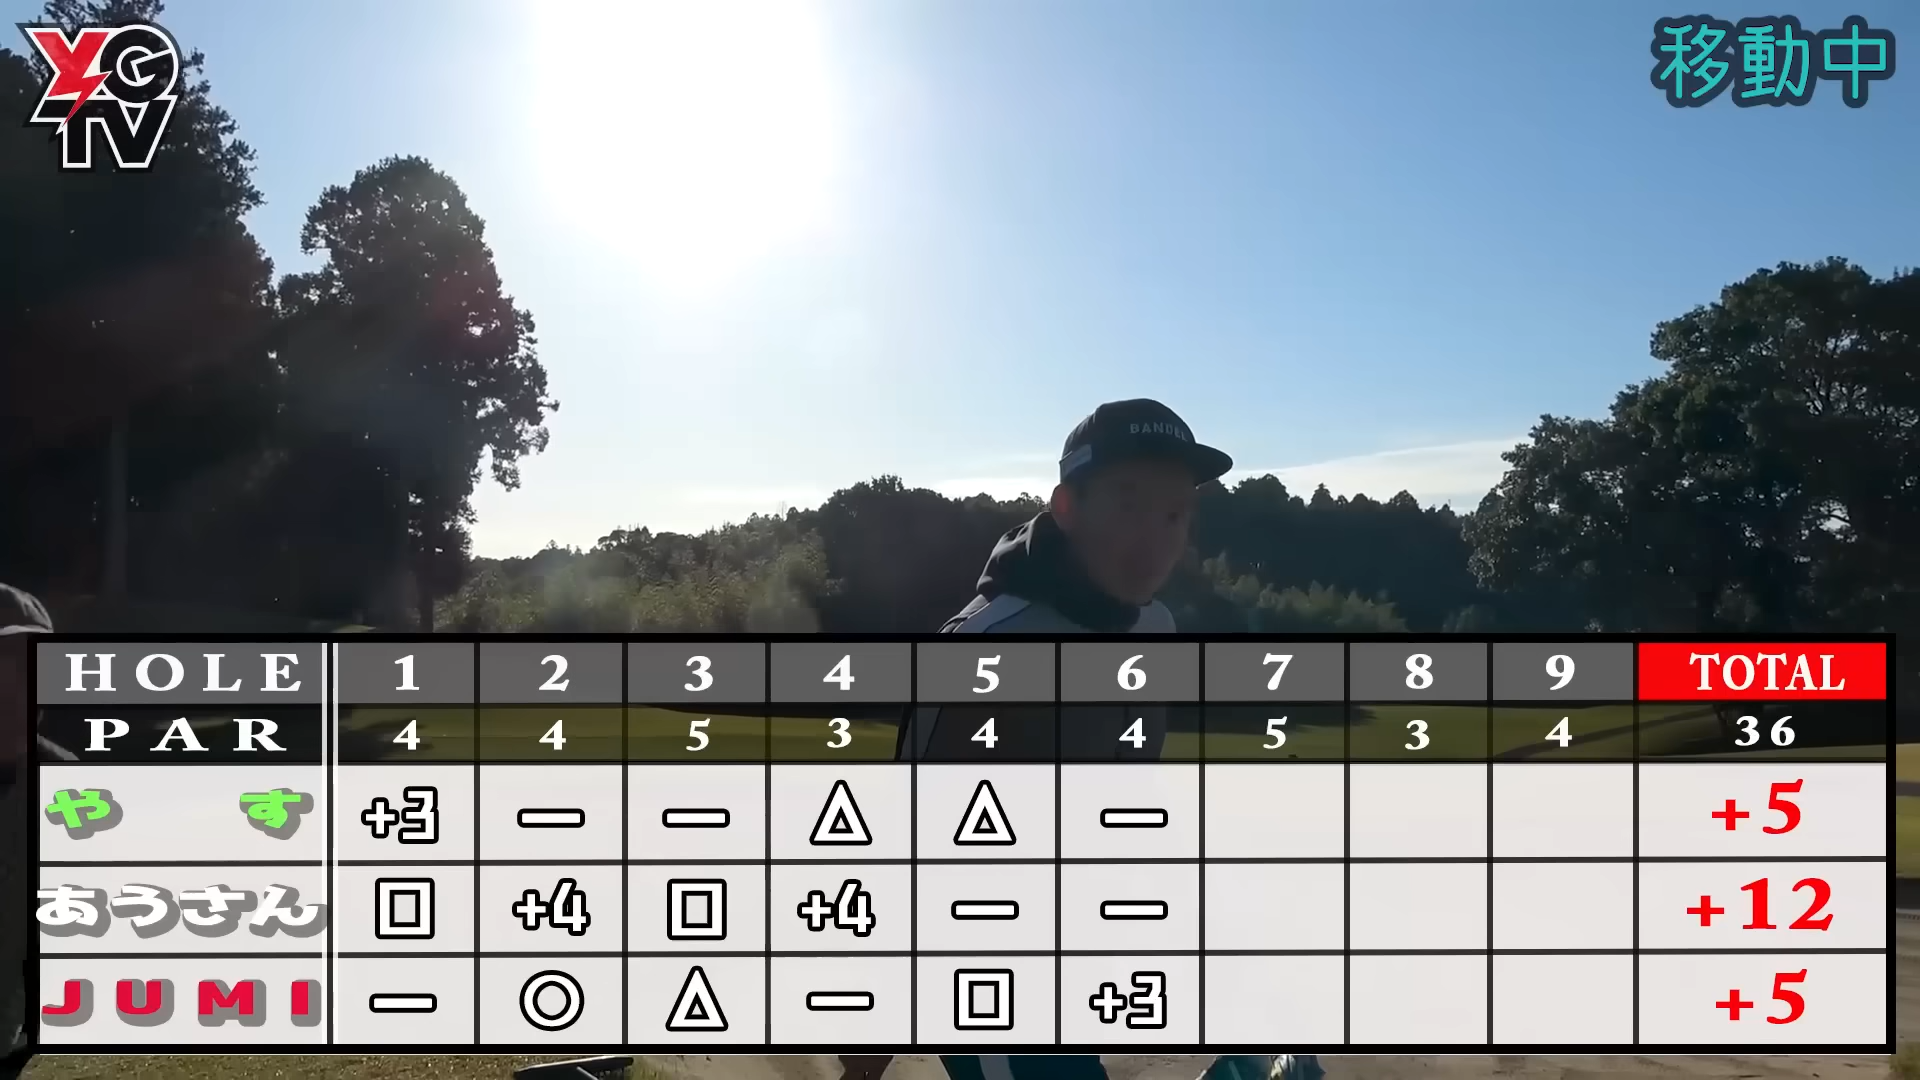 YGTV
移動中
BANDEL
HOLE 1 2 3 4 5 6 7 8 9 TOTAL
PAR 4 4 5 3 4 4 5 3 4 36
やす +3 — — △ △ — +5
あうさん □ +4 □ +4 — — +12
JUMI — ◎ △ — □ +3 +5